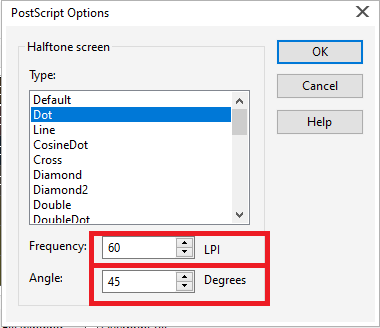 PostScript Options
Halftone screen
OK
Type:
Cancel
Default
Dot
Help
Line
CosineDot
Cross
Diamond
Diamond2
Double
DoubleDot
Frequency: 60 LPI
Angle: 45 Degrees